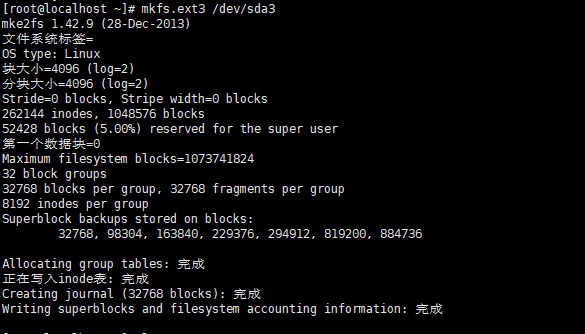 [root@localhost ~]# mkfs.ext3 /dev/sda3
mke2fs 1.42.9 (28-Dec-2013)
文件系统标签=
OS type: Linux
块大小=4096 (log=2)
分块大小=4096 (log=2)
Stride=0 blocks, Stripe width=0 blocks
262144 inodes, 1048576 blocks
52428 blocks (5.00%) reserved for the super user
第一个数据块=0
Maximum filesystem blocks=1073741824
32 block groups
32768 blocks per group, 32768 fragments per group
8192 inodes per group
Superblock backups stored on blocks:
32768, 98304, 163840, 229376, 294912, 819200, 884736
Allocating group tables: 完成
正在写入inode表: 完成
Creating journal (32768 blocks): 完成
Writing superblocks and filesystem accounting information: 完成